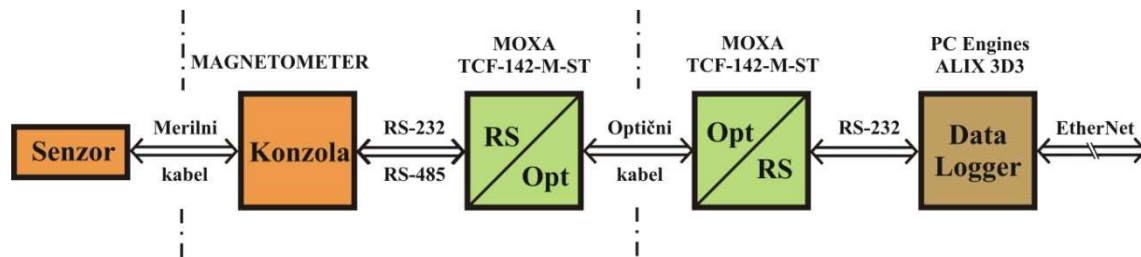 MAGNETOMETER
MOXA
TCF-142-M-ST
MOXA
TCF-142-M-ST
PC Engines
ALIX 3D3
Senzor
Merilni
kabel
Konzola
RS-232
RS-485
RS
Opt
Optični
kabel
Opt
RS
RS-232
Data
Logger
EtherNet